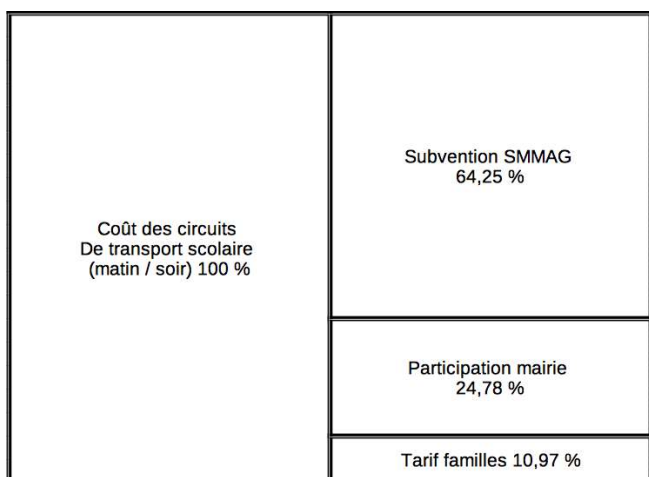 Coût des circuits
De transport scolaire
(matin / soir) 100 %
Subvention SMMAG
64,25 %
Participation mairie
24,78 %
Tarif familles 10,97 %